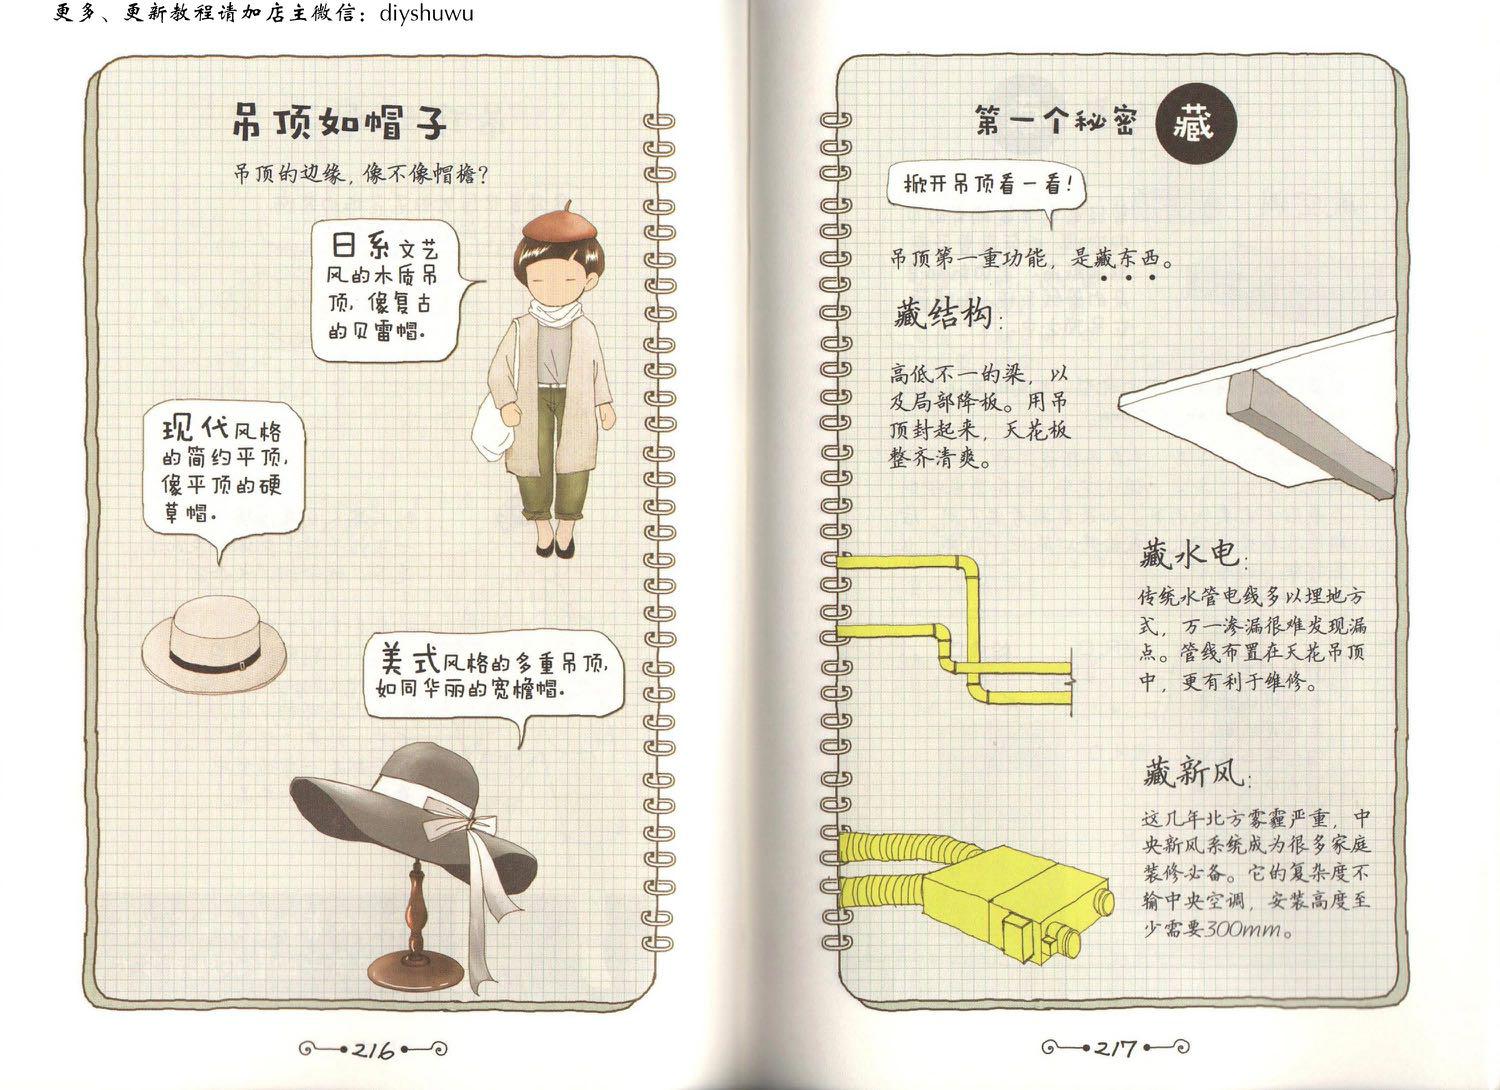 更多、更新教程请加店主微信：diyshuwu
吊顶如帽子
吊顶的边缘，像不像帽檐？
日系文艺
风的木质吊
顶，像复古
的贝雷帽.
现代风格
的简约平顶,
像平顶的硬
草帽.
美式风格的多重吊顶,
如同华丽的宽檐帽.
216
第一个秘密 藏
掀开吊顶看一看!
吊顶第一重功能，是藏东西。
藏结构：
高低不一的梁，以
及局部降板。用吊
顶封起来，天花板
整齐清爽。
藏水电：
传统水管电线多以埋地方
式，万一渗漏很难发现漏
点。管线布置在天花吊顶
中，更有利于维修。
藏新风：
这几年北方雾霾严重，中
央新风系统成为很多家庭
装修必备。它的复杂度不
输中央空调，安装高度至
少需要300mm。
217